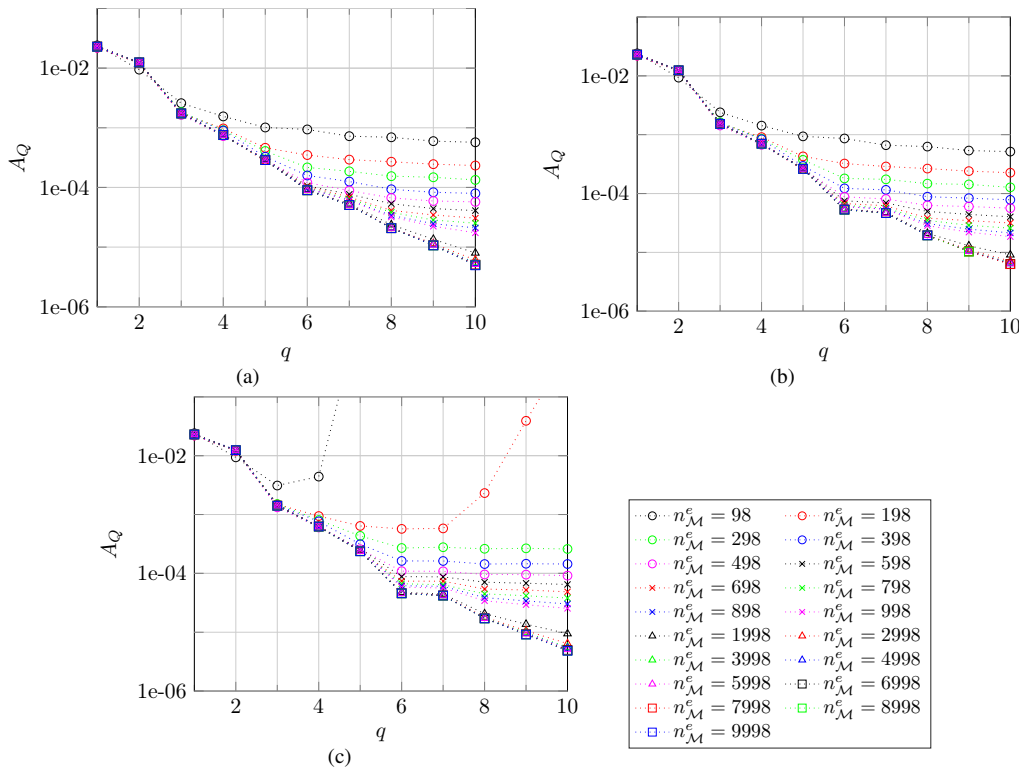 1e-02
1e-03
1e-04
1e-06
A_Q
2 4 6 8 10
q
(a)
1e-02
1e-04
1e-06
A_Q
2 4 6 8 10
q
(b)
1e-02
1e-04
1e-06
A_Q
2 4 6 8 10
q
(c)
n^e_M = 98 n^e_M = 198
n^e_M = 298 n^e_M = 398
n^e_M = 498 n^e_M = 598
n^e_M = 698 n^e_M = 798
n^e_M = 898 n^e_M = 998
n^e_M = 1998 n^e_M = 2998
n^e_M = 3998 n^e_M = 4998
n^e_M = 5998 n^e_M = 6998
n^e_M = 7998 n^e_M = 8998
n^e_M = 9998